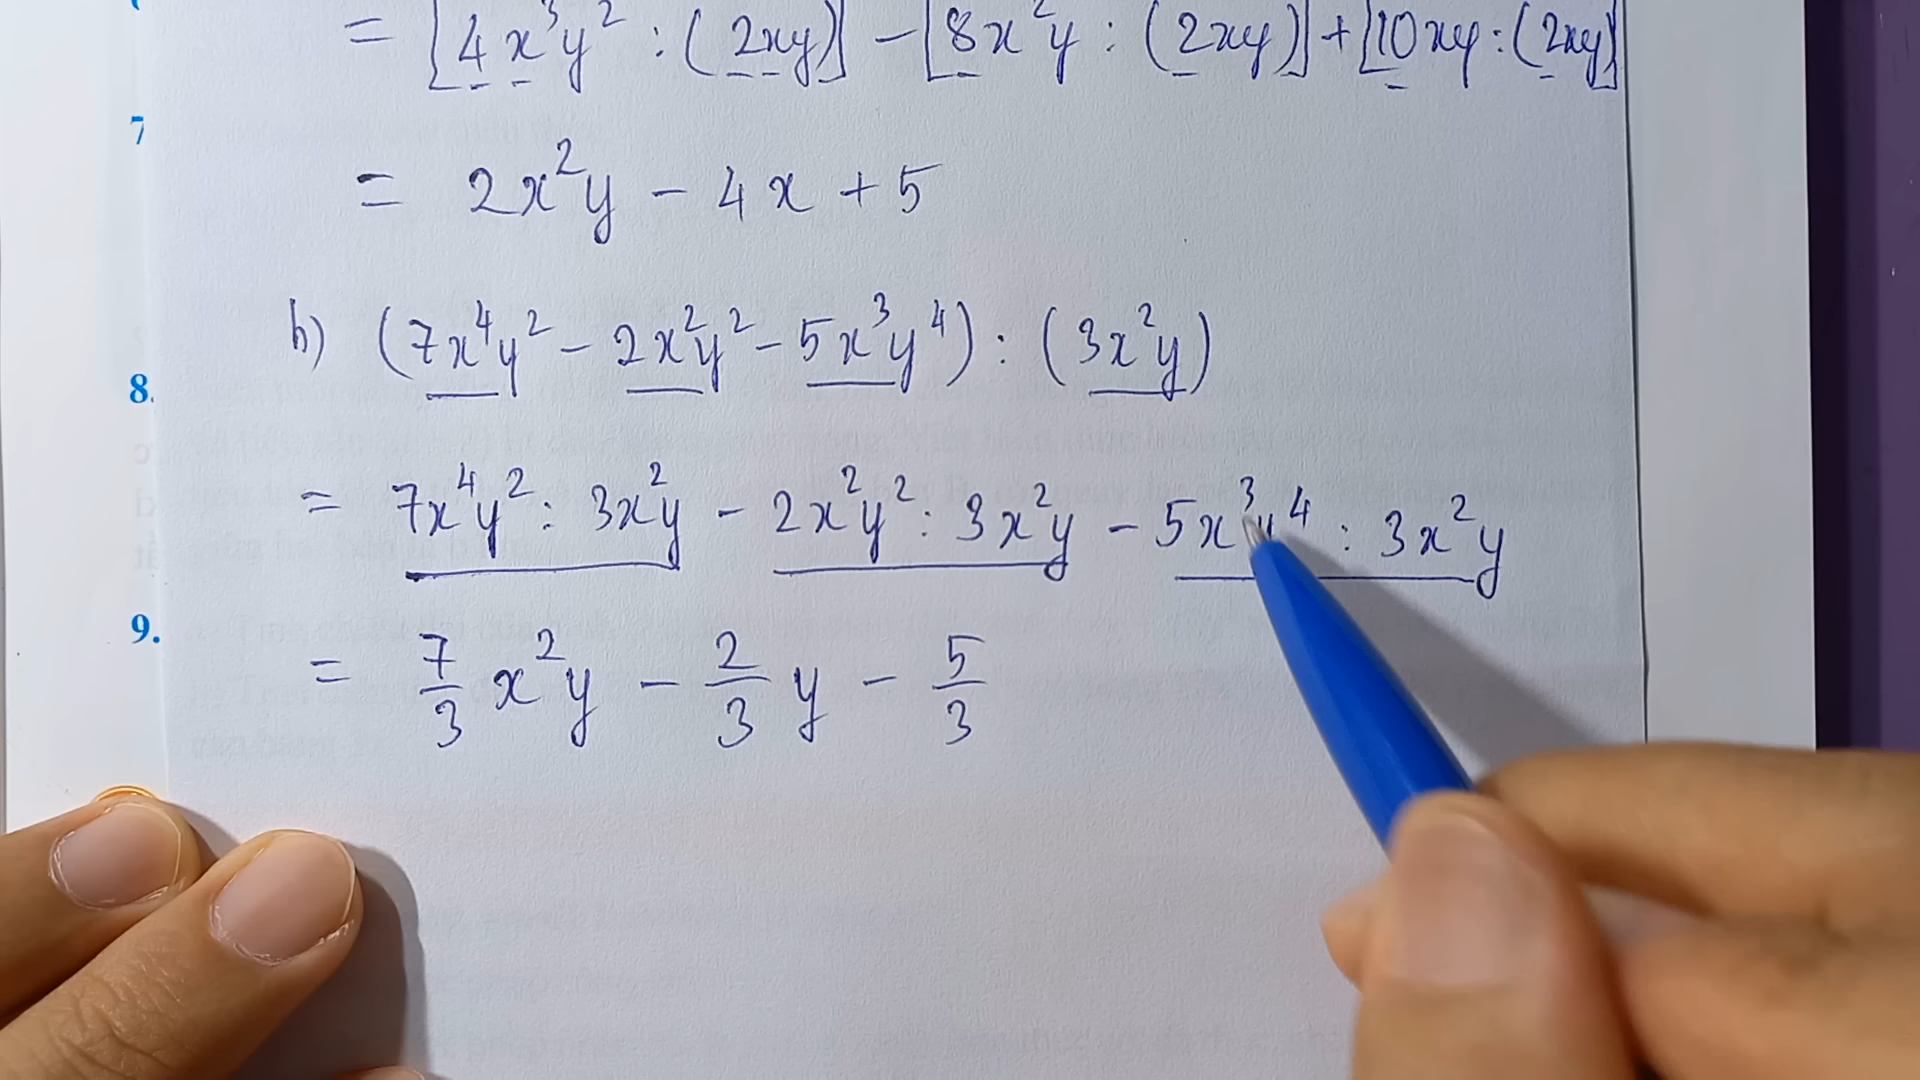 = [4x³y² : (2xy)] - [8x²y : (2xy)] + [10xy : (2xy)]
7
= 2x²y - 4x + 5
b) (7x⁴y² - 2x²y² - 5x³y⁴) : (3x²y)
8.
= 7x⁴y² : 3x²y - 2x²y² : 3x²y - 5x³y⁴ : 3x²y
9.
= 7/3 x²y - 2/3 y - 5/3